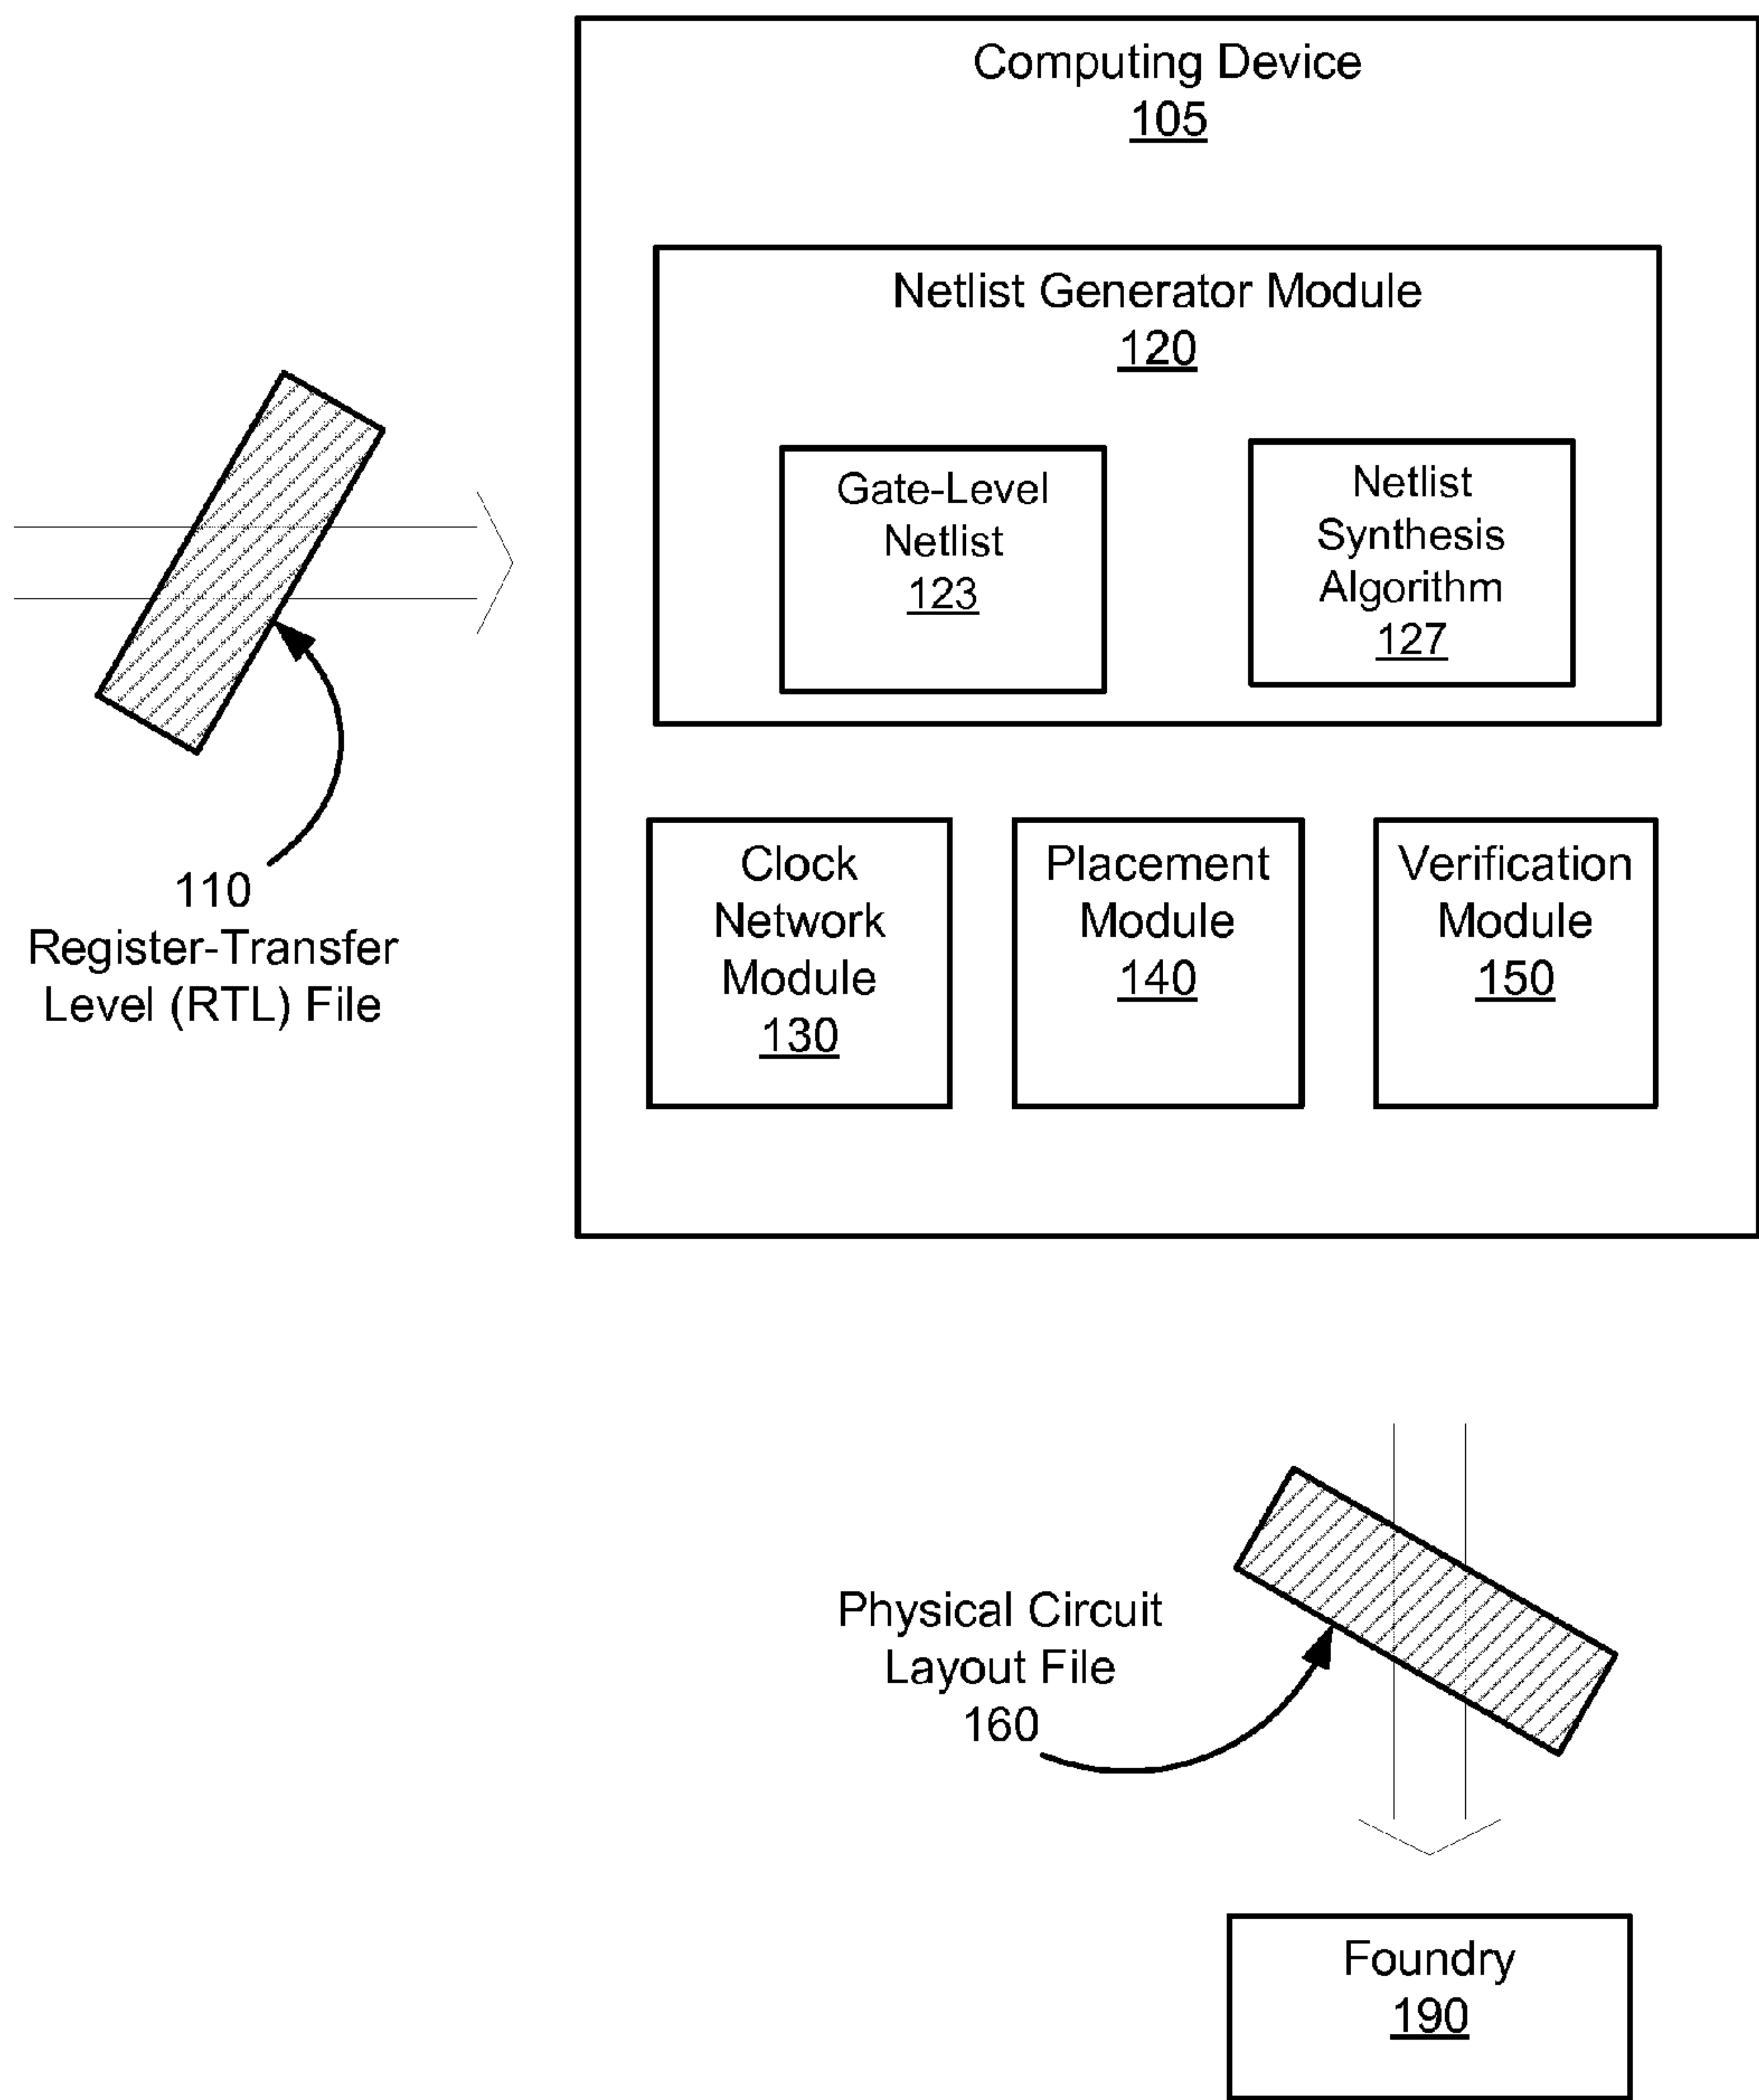 Computing Device
105
Netlist Generator Module
120
Gate-Level
Netlist
123
Netlist
Synthesis
Algorithm
127
110
Register-Transfer
Level (RTL) File
Clock
Network
Module
130
Placement
Module
140
Verification
Module
150
Physical Circuit
Layout File
160
Foundry
190